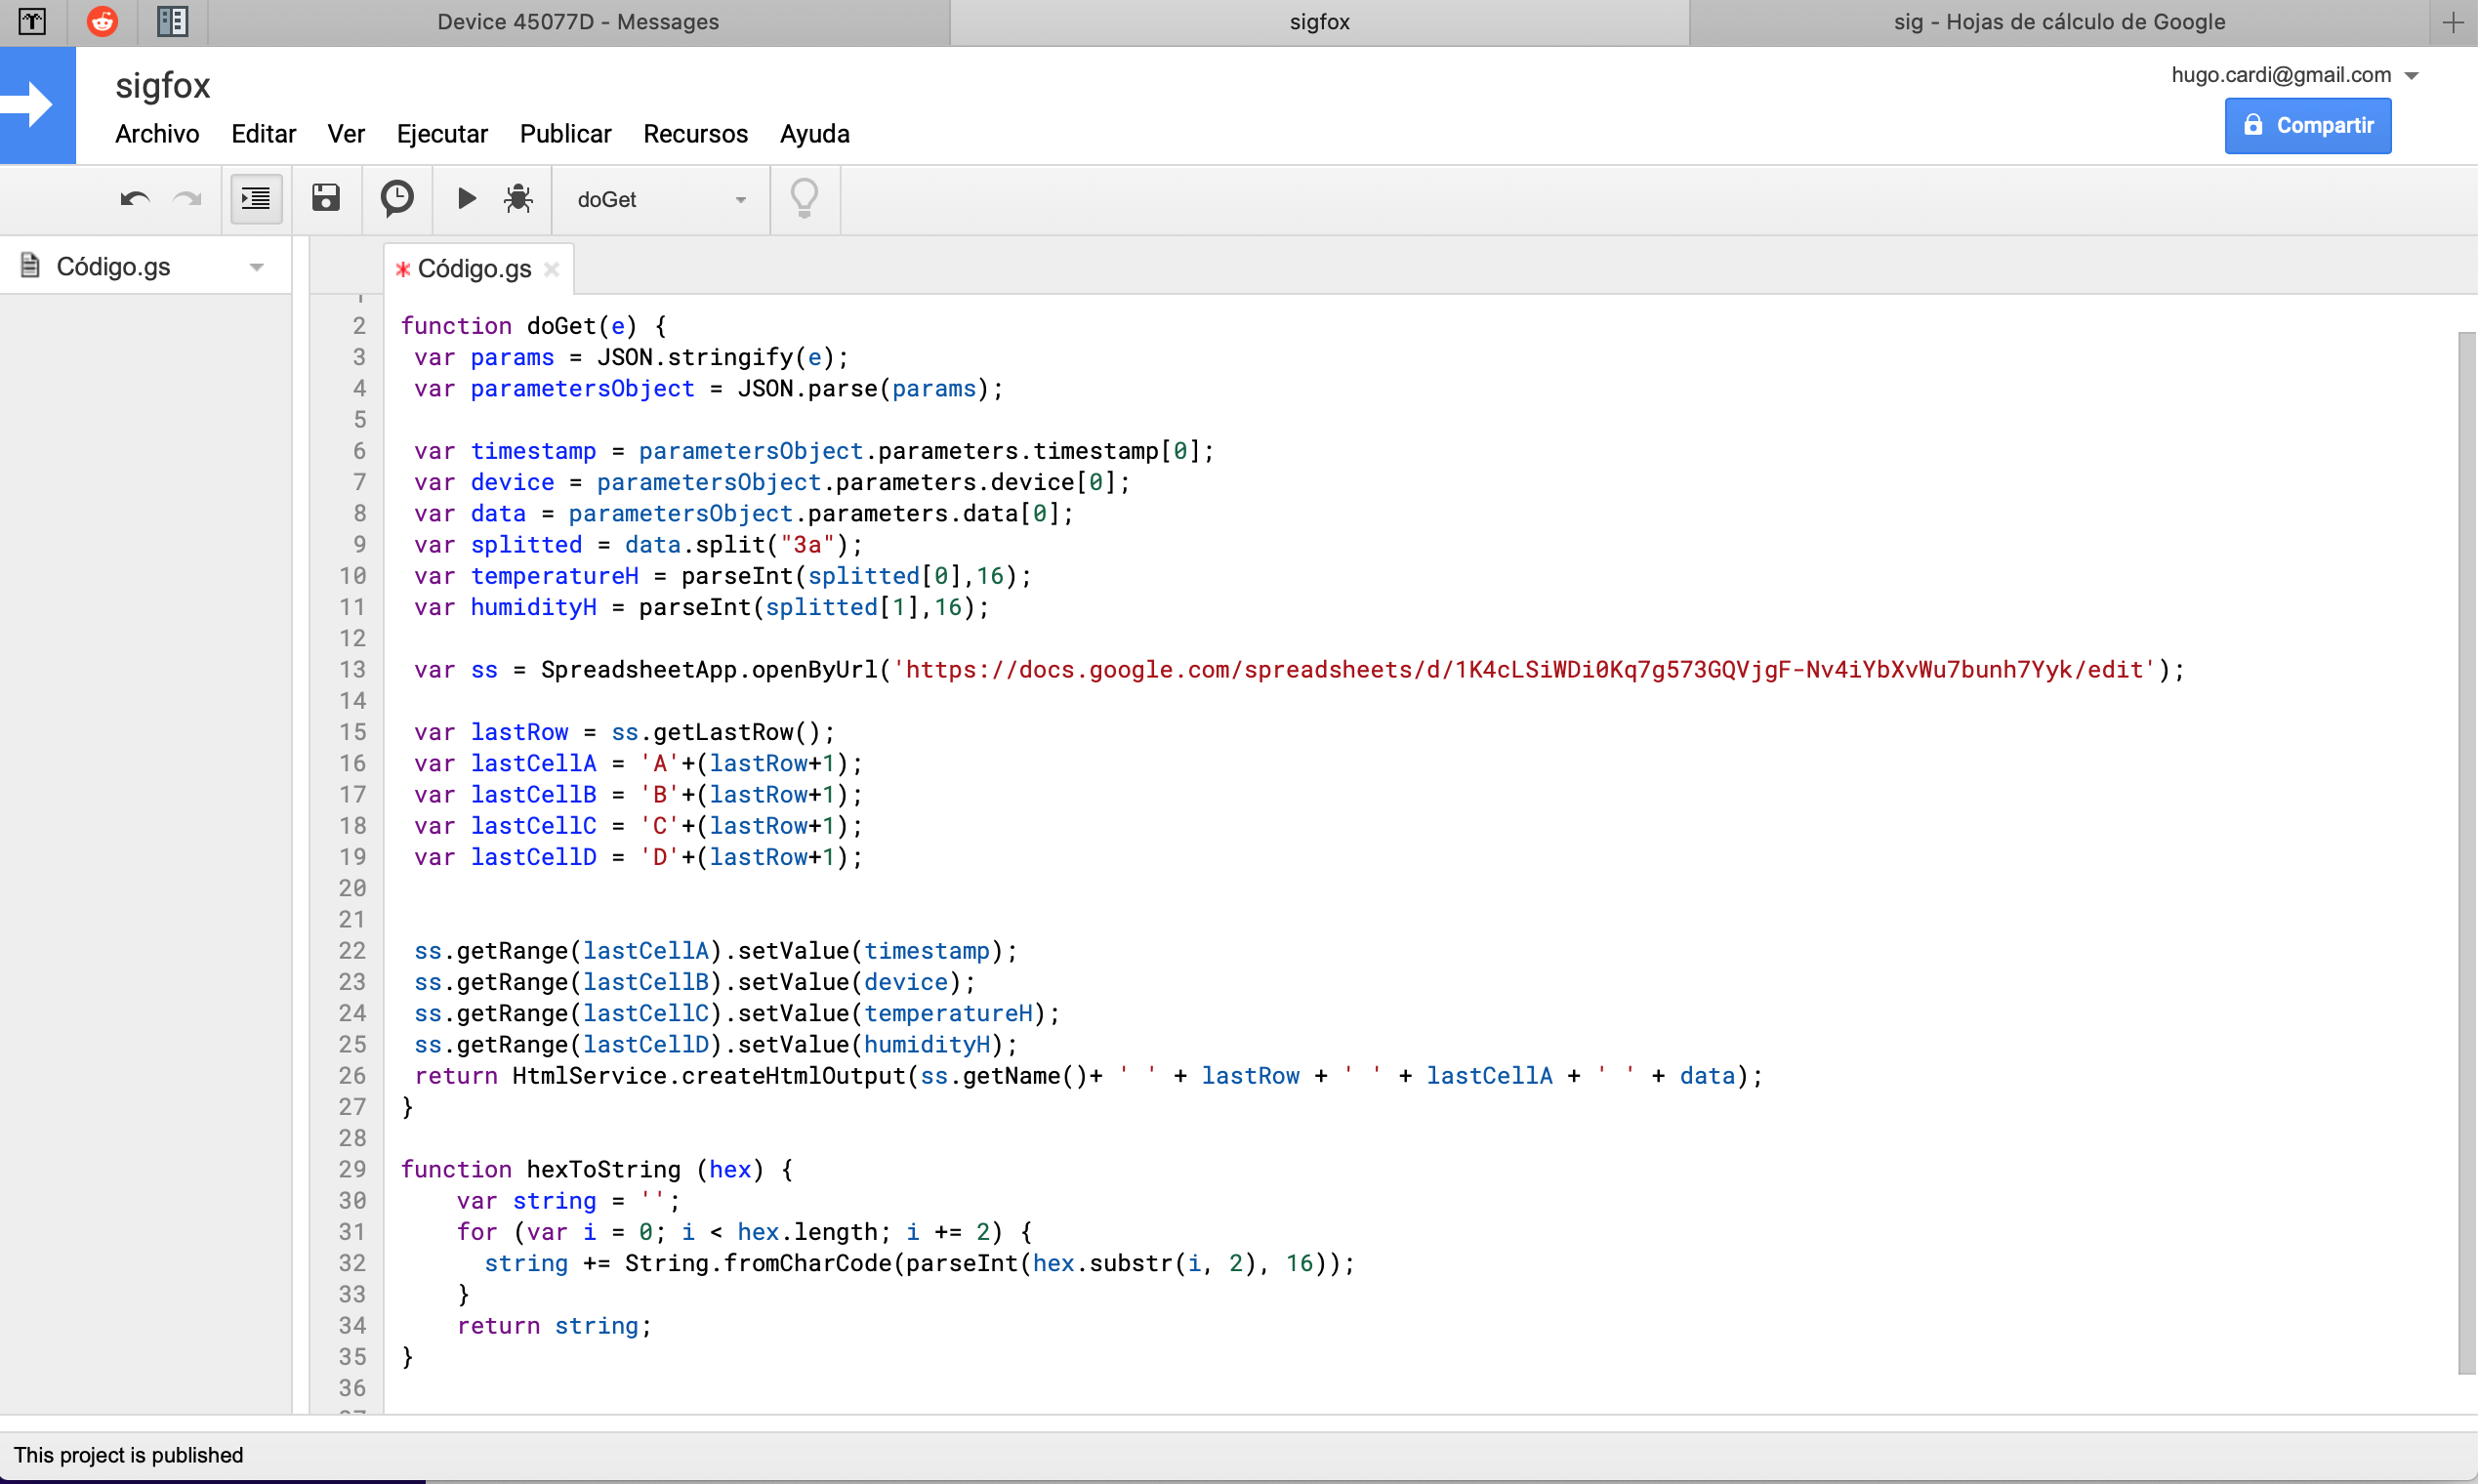 Device 45077D - Messages
sigfox
sig - Hojas de cálculo de Google
sigfox
hugo.cardi@gmail.com
Archivo Editar Ver Ejecutar Publicar Recursos Ayuda
Compartir
doGet
Código.gs
* Código.gs
1
2 function doGet(e) {
3 var params = JSON.stringify(e);
4 var parametersObject = JSON.parse(params);
5
6 var timestamp = parametersObject.parameters.timestamp[0];
7 var device = parametersObject.parameters.device[0];
8 var data = parametersObject.parameters.data[0];
9 var splitted = data.split("3a");
10 var temperatureH = parseInt(splitted[0],16);
11 var humidityH = parseInt(splitted[1],16);
12
13 var ss = SpreadsheetApp.openByUrl('https://docs.google.com/spreadsheets/d/1K4cLSiWDi0Kq7g573GQVjgF-Nv4iYbXvWu7bunh7Yyk/edit');
14
15 var lastRow = ss.getLastRow();
16 var lastCellA = 'A'+(lastRow+1);
17 var lastCellB = 'B'+(lastRow+1);
18 var lastCellC = 'C'+(lastRow+1);
19 var lastCellD = 'D'+(lastRow+1);
20
21
22 ss.getRange(lastCellA).setValue(timestamp);
23 ss.getRange(lastCellB).setValue(device);
24 ss.getRange(lastCellC).setValue(temperatureH);
25 ss.getRange(lastCellD).setValue(humidityH);
26 return HtmlService.createHtmlOutput(ss.getName()+ ' ' + lastRow + ' ' + lastCellA + ' ' + data);
27 }
28
29 function hexToString (hex) {
30 var string = '';
31 for (var i = 0; i < hex.length; i += 2) {
32 string += String.fromCharCode(parseInt(hex.substr(i, 2), 16));
33 }
34 return string;
35 }
36
37
This project is published